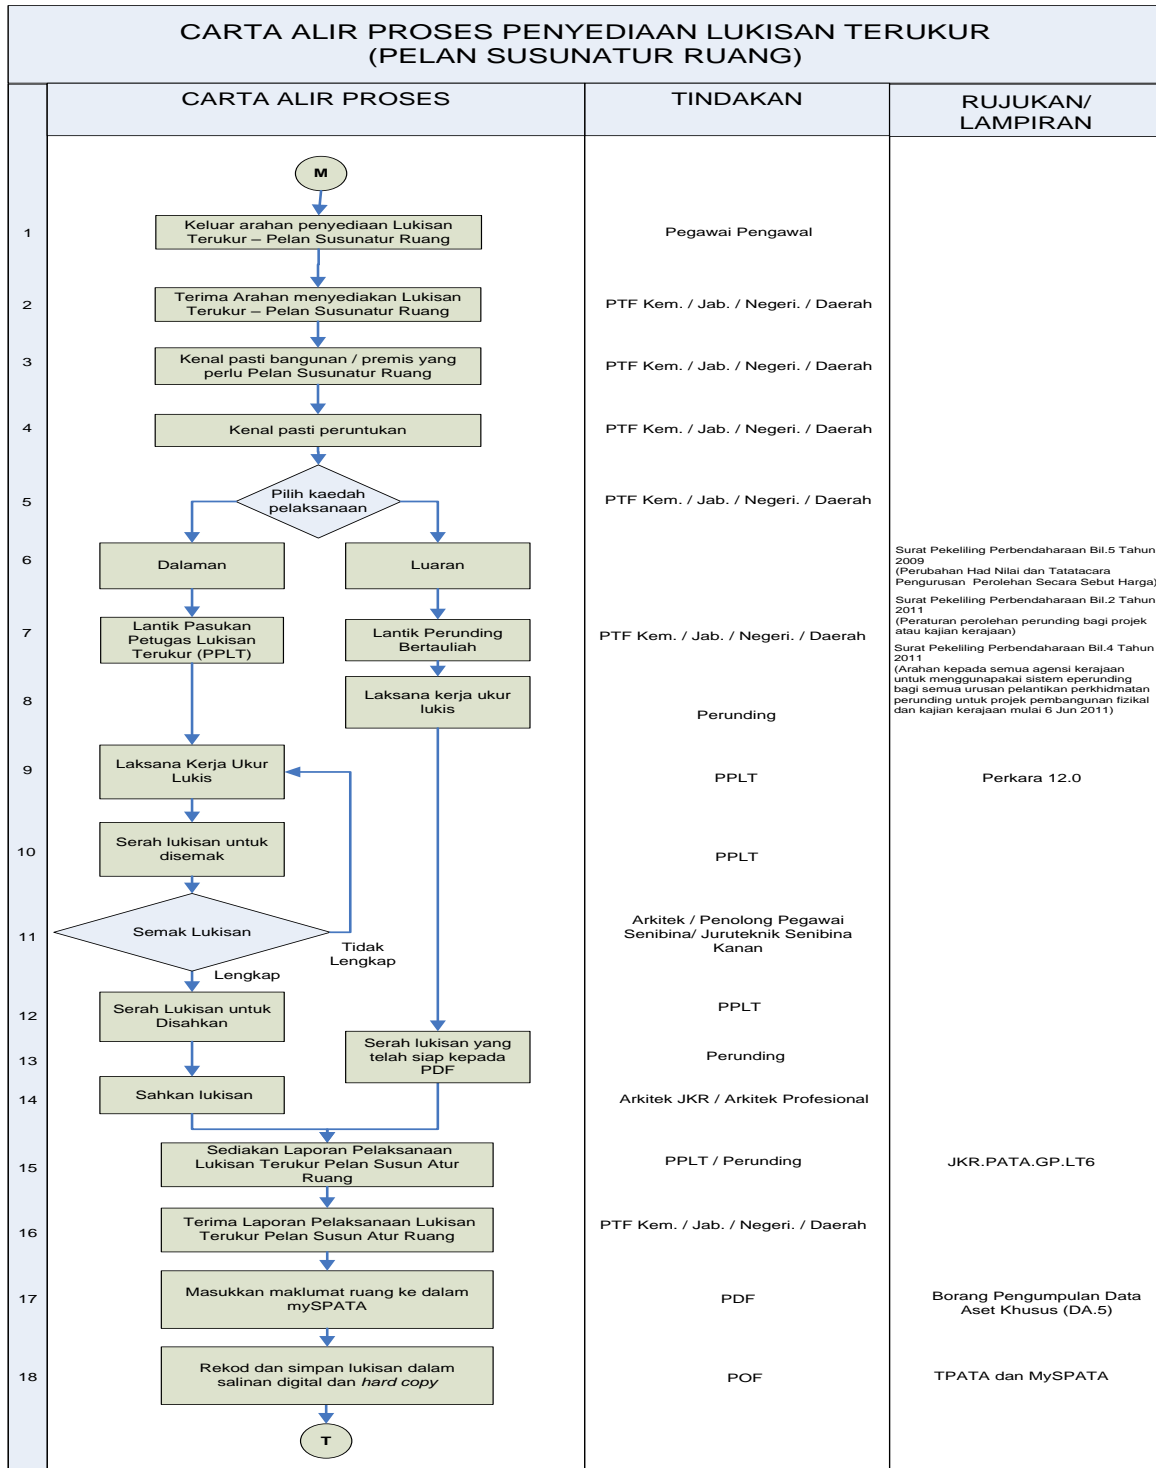 CARTA ALIR PROSES PENYEDIAAN LUKISAN TERUKUR
(PELAN SUSUNATUR RUANG)
CARTA ALIR PROSES
TINDAKAN
RUJUKAN/
LAMPIRAN
M
1
Keluar arahan penyediaan Lukisan
Terukur – Pelan Susunatur Ruang
Pegawai Pengawal
2
Terima Arahan menyediakan Lukisan
Terukur – Pelan Susunatur Ruang
PTF Kem. / Jab. / Negeri. / Daerah
3
Kenal pasti bangunan / premis yang
perlu Pelan Susunatur Ruang
PTF Kem. / Jab. / Negeri. / Daerah
4
Kenal pasti peruntukan
PTF Kem. / Jab. / Negeri. / Daerah
5
Pilih kaedah
pelaksanaan
PTF Kem. / Jab. / Negeri. / Daerah
6
Dalaman
Luaran
Surat Pekeliling Perbendaharaan Bil.5 Tahun
2009
(Perubahan Had Nilai dan Tatatacara
Pengurusan Perolehan Secara Sebut Harga)
7
Lantik Pasukan
Petugas Lukisan
Terukur (PPLT)
Lantik Perunding
Bertauliah
PTF Kem. / Jab. / Negeri. / Daerah
Surat Pekeliling Perbendaharaan Bil.2 Tahun
2011
(Peraturan perolehan perunding bagi projek
atau kajian kerajaan)
8
Laksana kerja ukur
lukis
Perunding
Surat Pekeliling Perbendaharaan Bil.4 Tahun
2011
(Arahan kepada semua agensi kerajaan
untuk menggunapakai sistem eperunding
bagi semua urusan pelantikan perkhidmatan
perunding untuk projek pembangunan fizikal
dan kajian kerajaan mulai 6 Jun 2011)
9
Laksana Kerja Ukur
Lukis
PPLT
Perkara 12.0
10
Serah lukisan untuk
disemak
PPLT
11
Semak Lukisan
Tidak
Lengkap
Lengkap
Arkitek / Penolong Pegawai
Senibina/ Juruteknik Senibina
Kanan
12
Serah Lukisan untuk
Disahkan
PPLT
13
Serah lukisan yang
telah siap kepada
PDF
Perunding
14
Sahkan lukisan
Arkitek JKR / Arkitek Profesional
15
Sediakan Laporan Pelaksanaan
Lukisan Terukur Pelan Susun Atur
Ruang
PPLT / Perunding
JKR.PATA.GP.LT6
16
Terima Laporan Pelaksanaan Lukisan
Terukur Pelan Susun Atur Ruang
PTF Kem. / Jab. / Negeri. / Daerah
17
Masukkan maklumat ruang ke dalam
mySPATA
PDF
Borang Pengumpulan Data
Aset Khusus (DA.5)
18
Rekod dan simpan lukisan dalam
salinan digital dan hard copy
POF
TPATA dan MySPATA
T